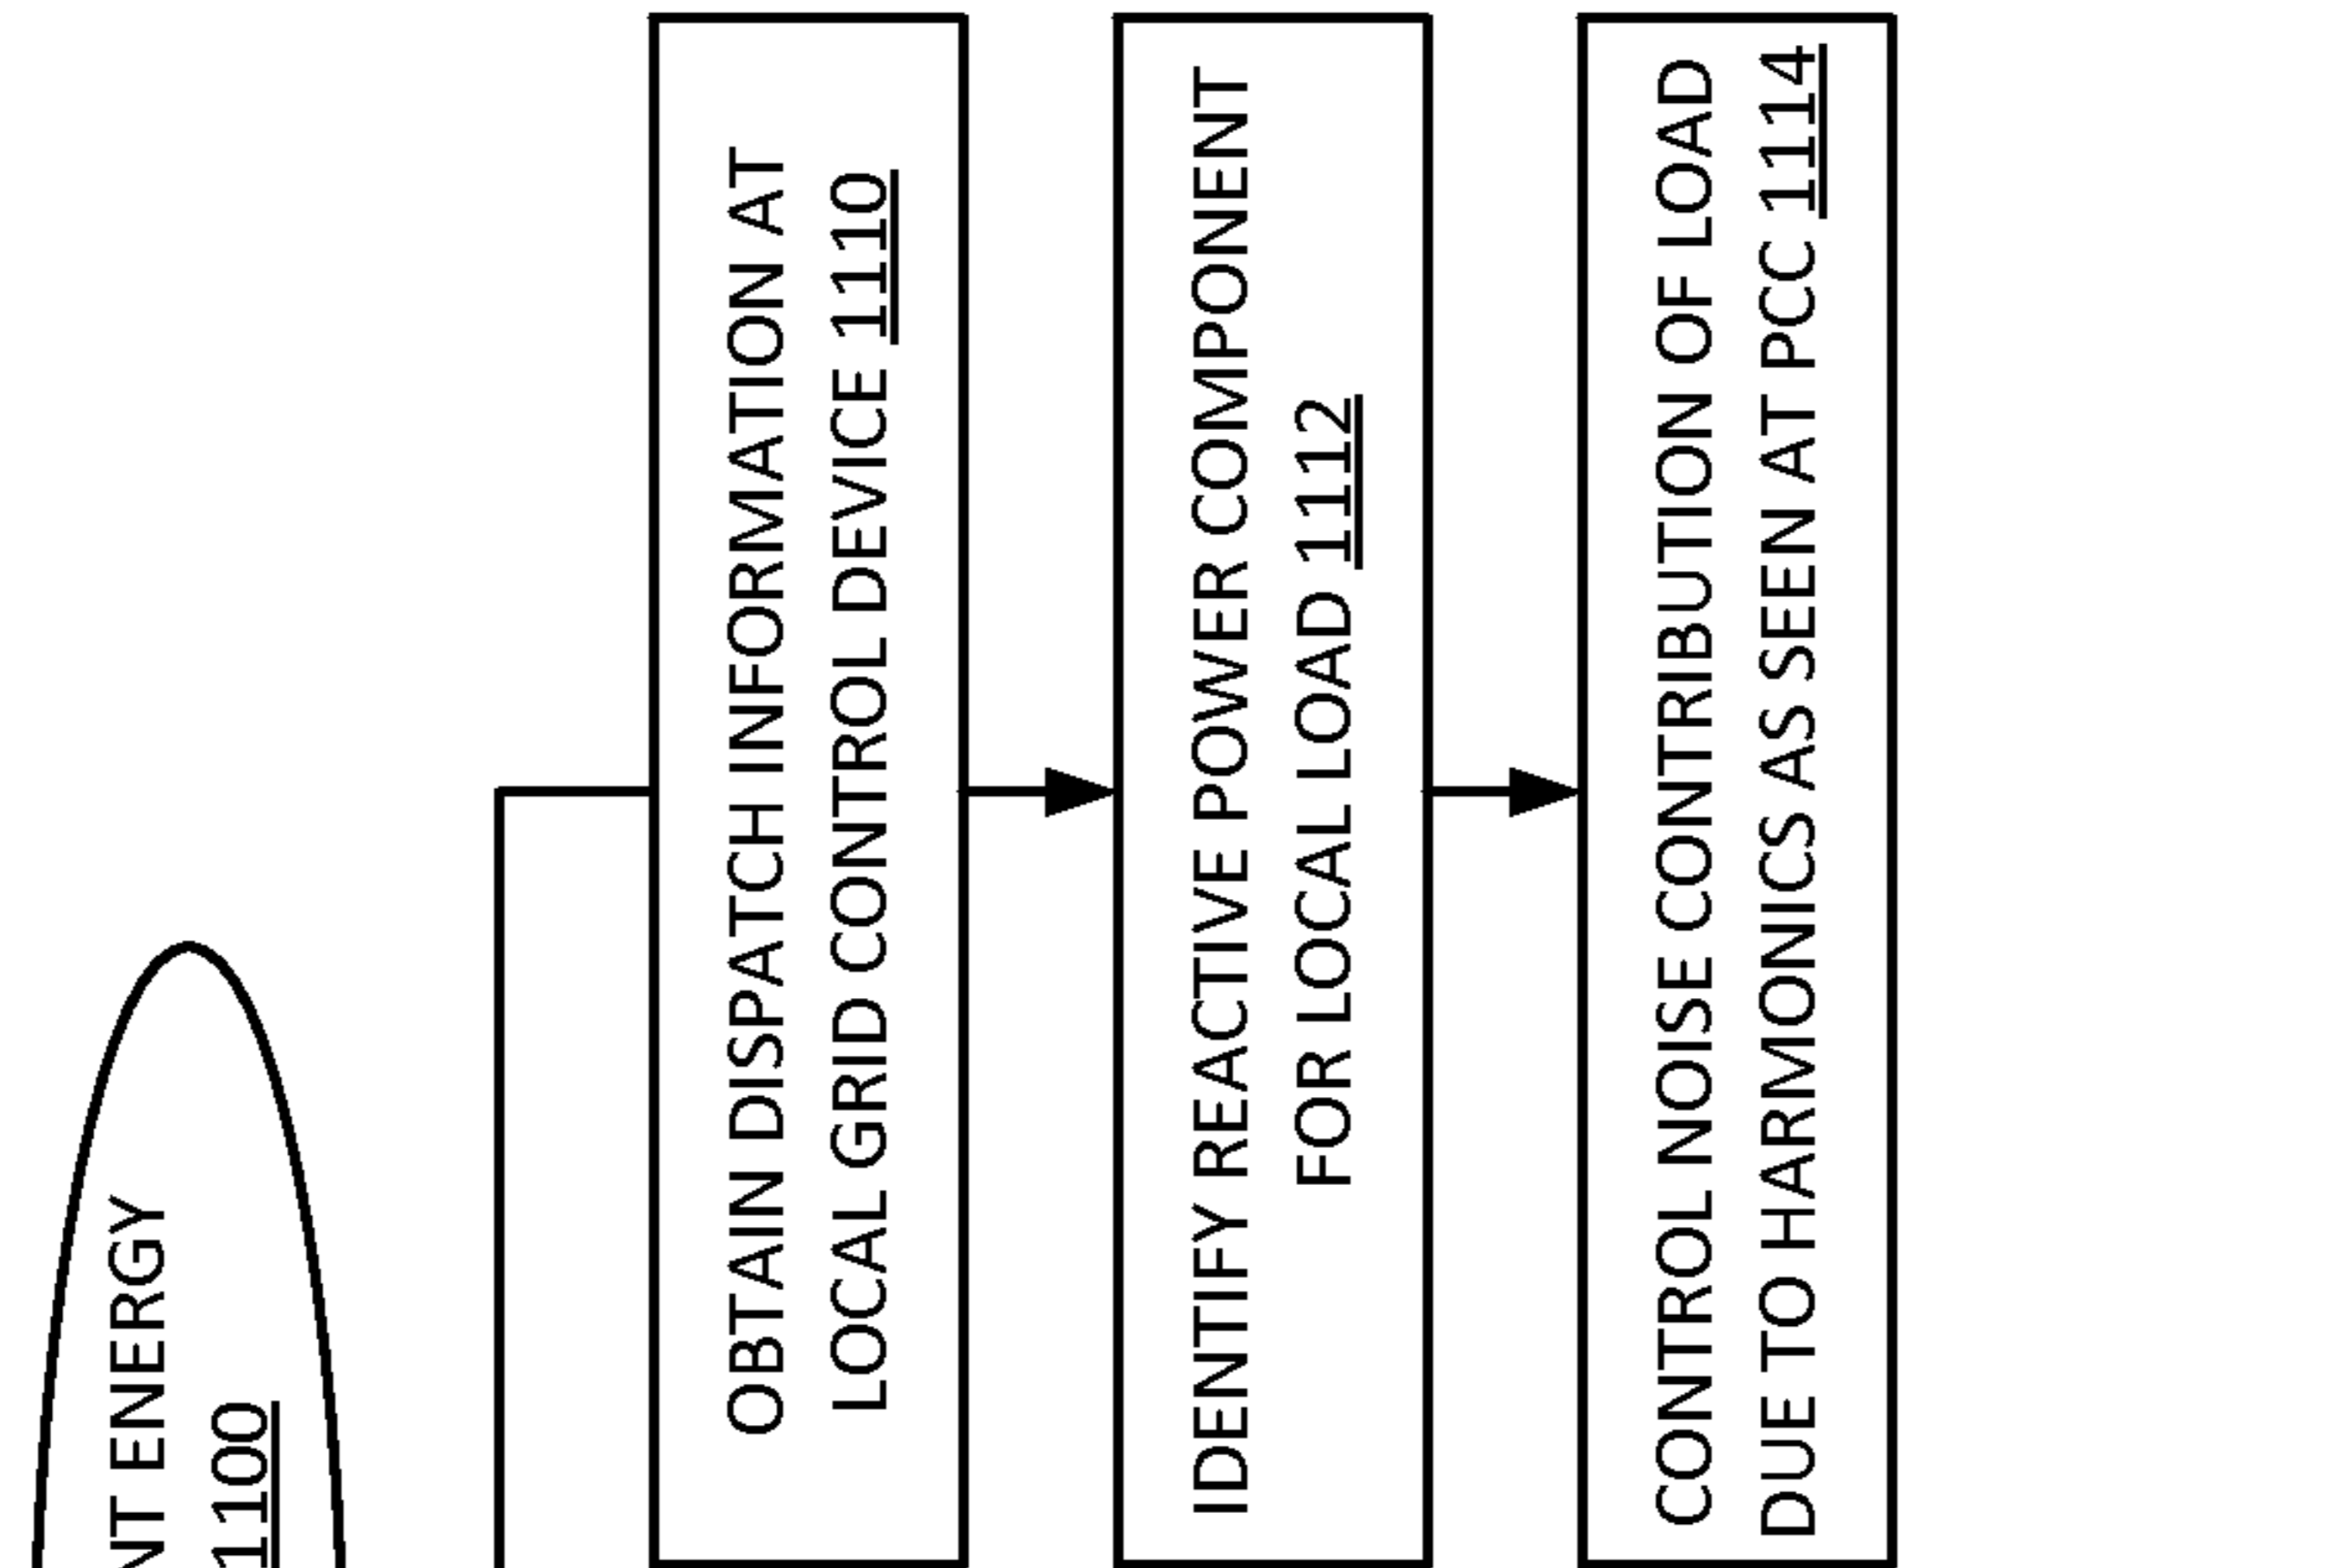 ENERGY
1100
OBTAIN DISPATCH INFORMATION AT
LOCAL GRID CONTROL DEVICE 1110
IDENTIFY REACTIVE POWER COMPONENT
FOR LOCAL LOAD 1112
CONTROL NOISE CONTRIBUTION OF LOAD
DUE TO HARMONICS AS SEEN AT PCC 1114